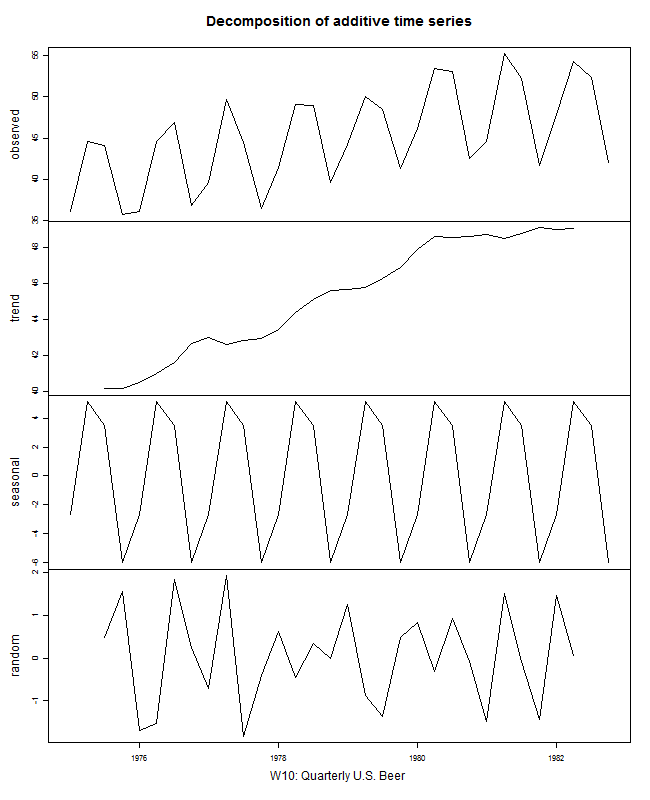 Decomposition of additive time series
observed
35 40 45 50 55
trend
40 42 44 46 48
seasonal
-6 -4 -2 0 2 4
random
-1 0 1 2
1976 1978 1980 1982
W10: Quarterly U.S. Beer